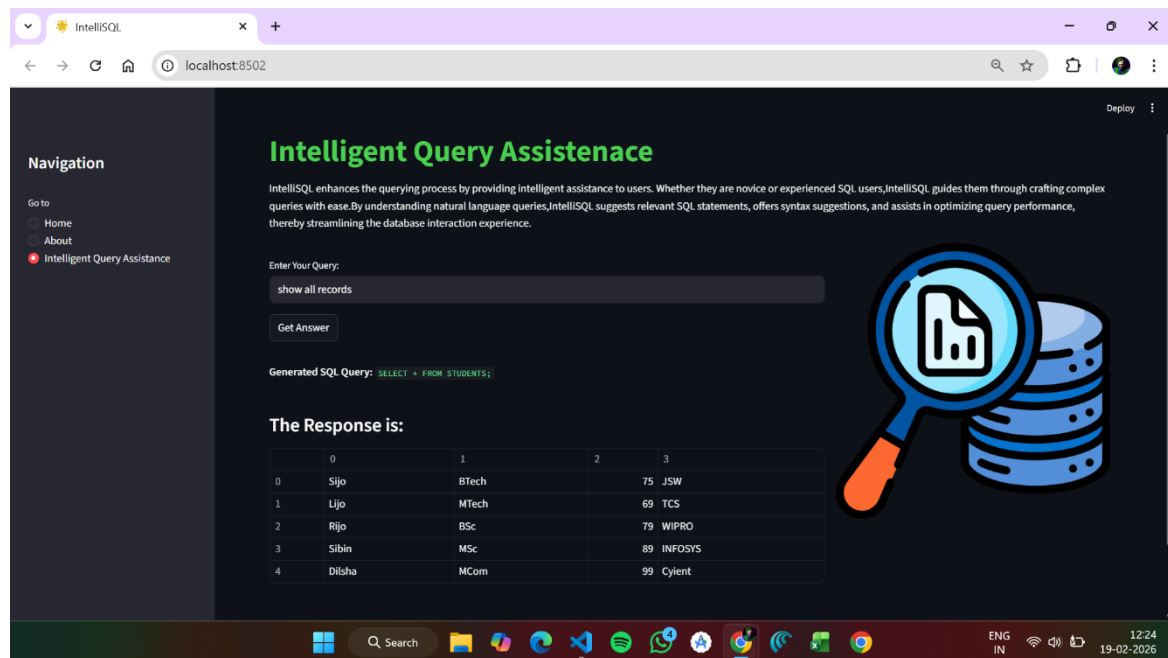 IntelliSQL
localhost:8502
Deploy
Navigation
Go to
Home
About
Intelligent Query Assistance
Intelligent Query Assistenace
IntelliSQL enhances the querying process by providing intelligent assistance to users. Whether they are novice or experienced SQL users,IntelliSQL guides them through crafting complex
queries with ease.By understanding natural language queries,IntelliSQL suggests relevant SQL statements, offers syntax suggestions, and assists in optimizing query performance,
thereby streamlining the database interaction experience.
Enter Your Query:
show all records
Get Answer
Generated SQL Query: SELECT * FROM STUDENTS;
The Response is:
0 1 2 3
0 Sijo BTech 75 JSW
1 Lijo MTech 69 TCS
2 Rijo BSc 79 WIPRO
3 Sibin MSc 89 INFOSYS
4 Dilsha MCom 99 Cyient
Search
4
ENG
IN
12:24
19-02-2026